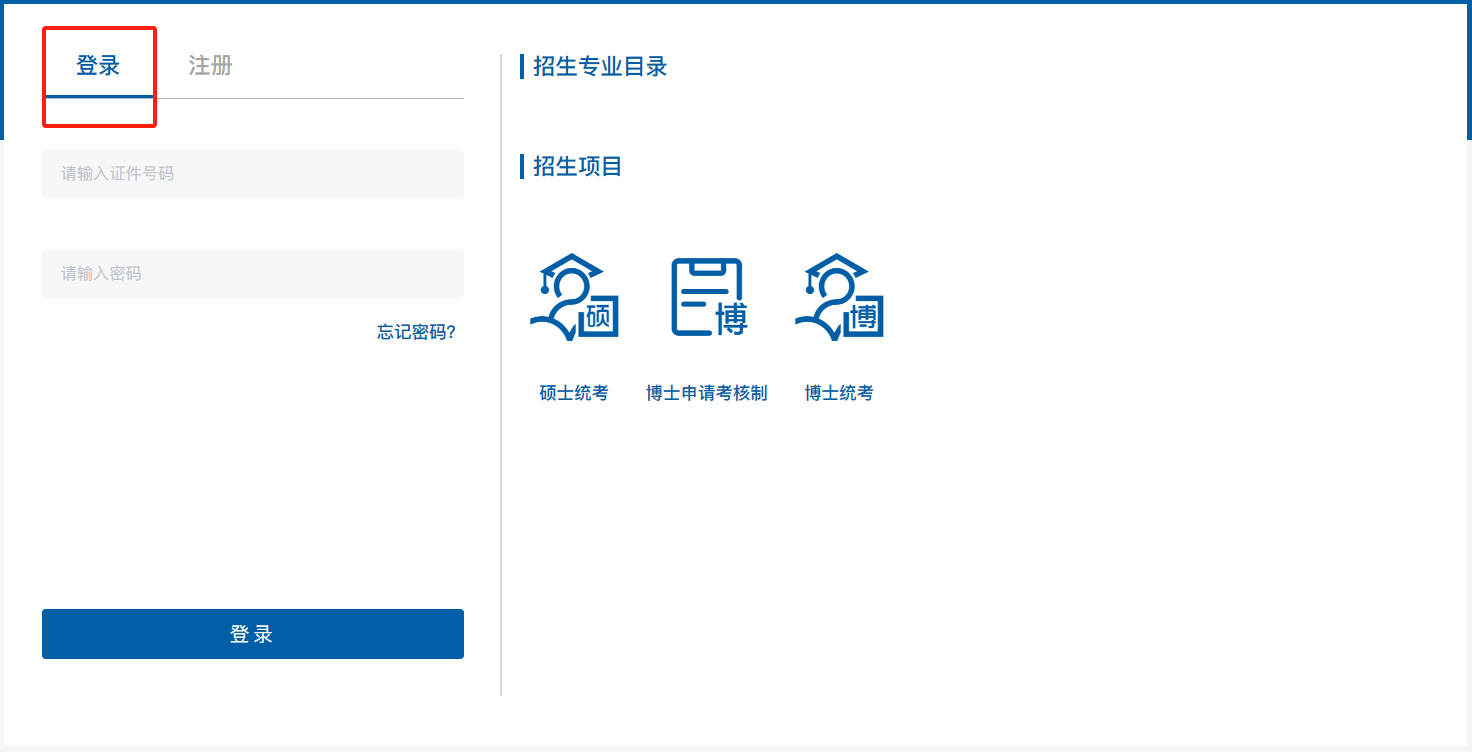 登录 注册
请输入证件号码
请输入密码
忘记密码?
登录
招生专业目录
招生项目
硕 博 博
硕士统考 博士申请考核制 博士统考